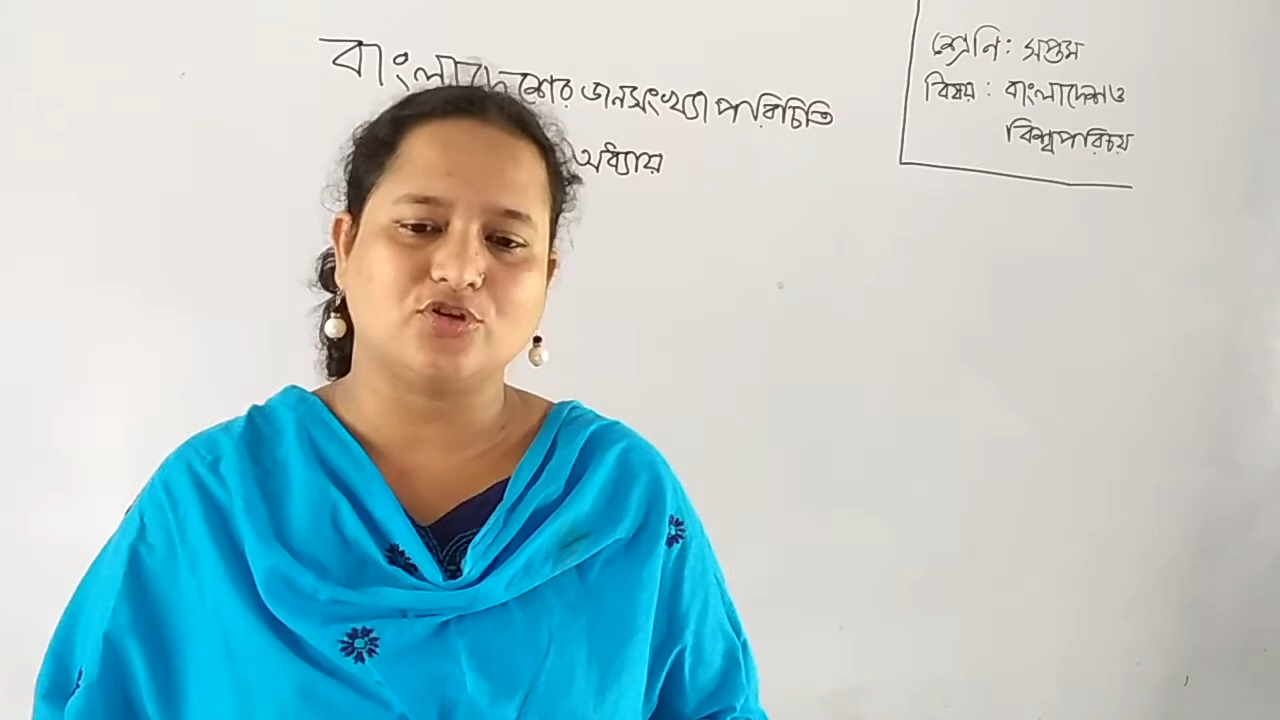 বাংলাদেশের জনসংখ্যা পরিচিতি
অধ্যায়
শ্রেনি: সপ্তম
বিষয়: বাংলাদেশ ও
বিশ্বপরিচয়